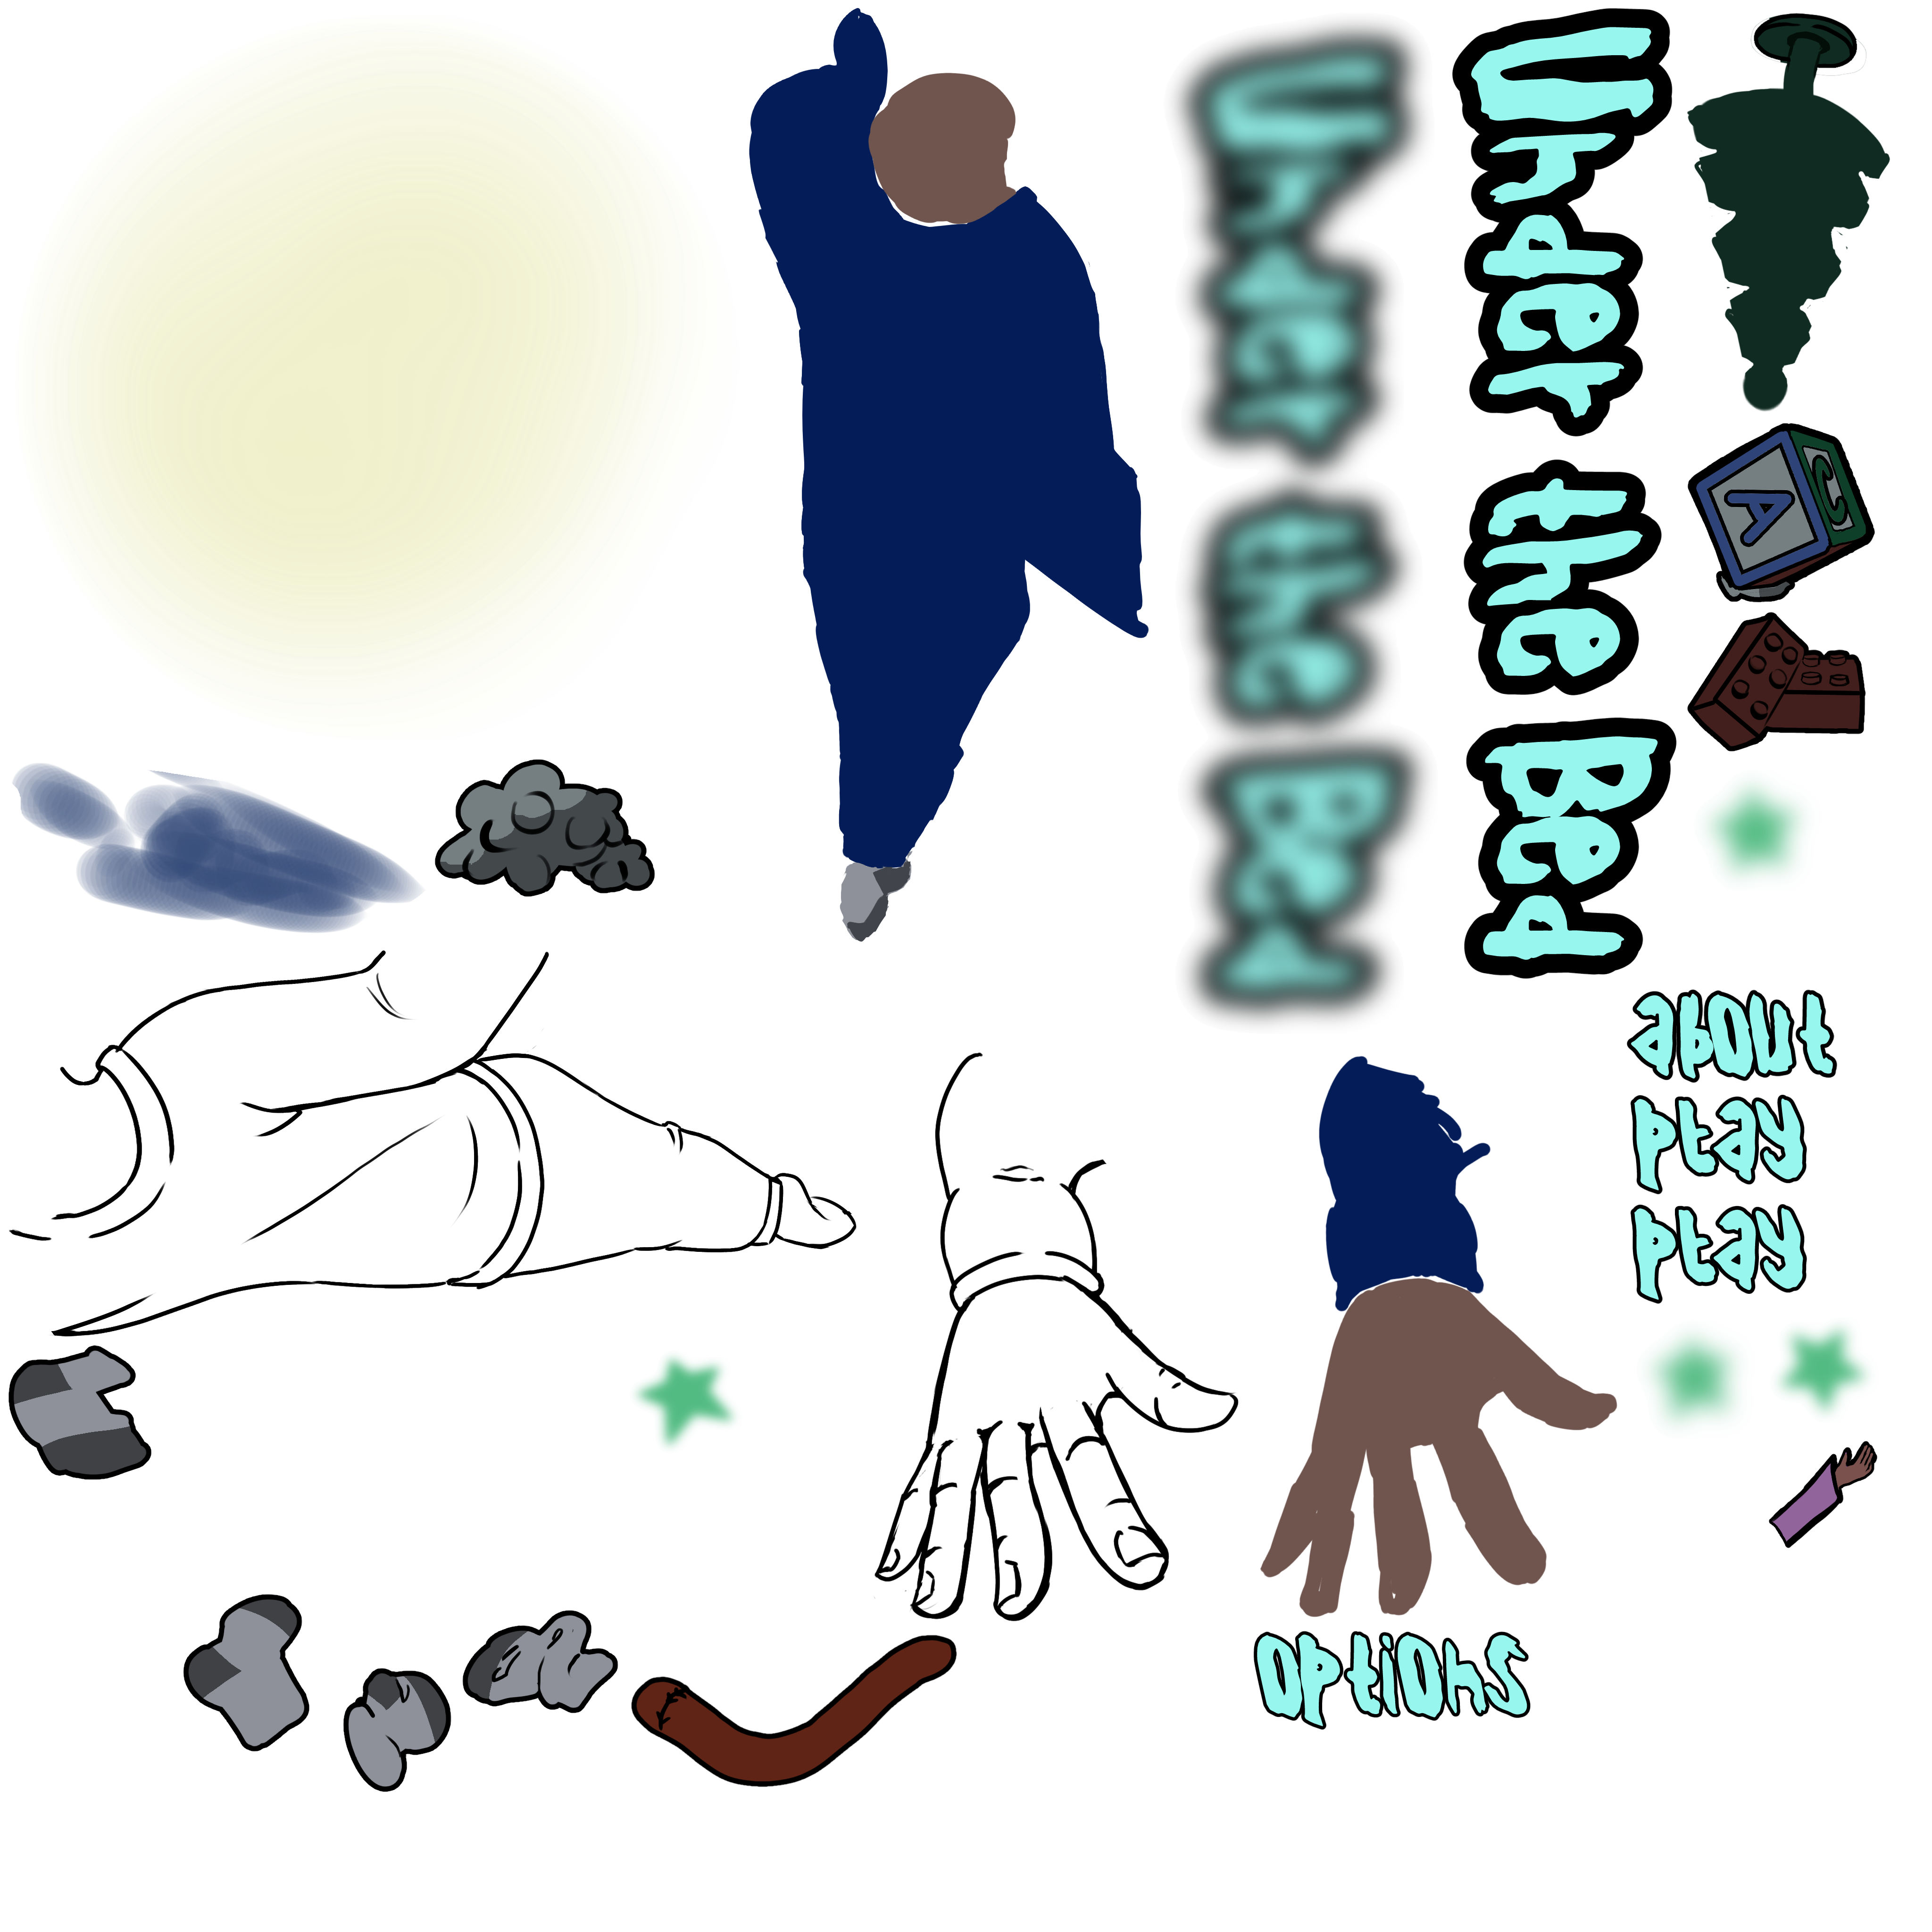 Under the Bed
Under the Bed
A
S
about
play
play
options